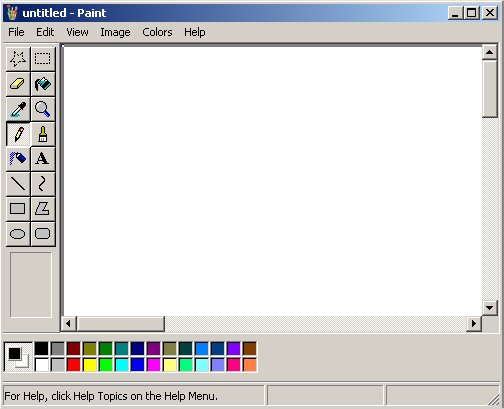 untitled - Paint
File Edit View Image Colors Help
A
For Help, click Help Topics on the Help Menu.